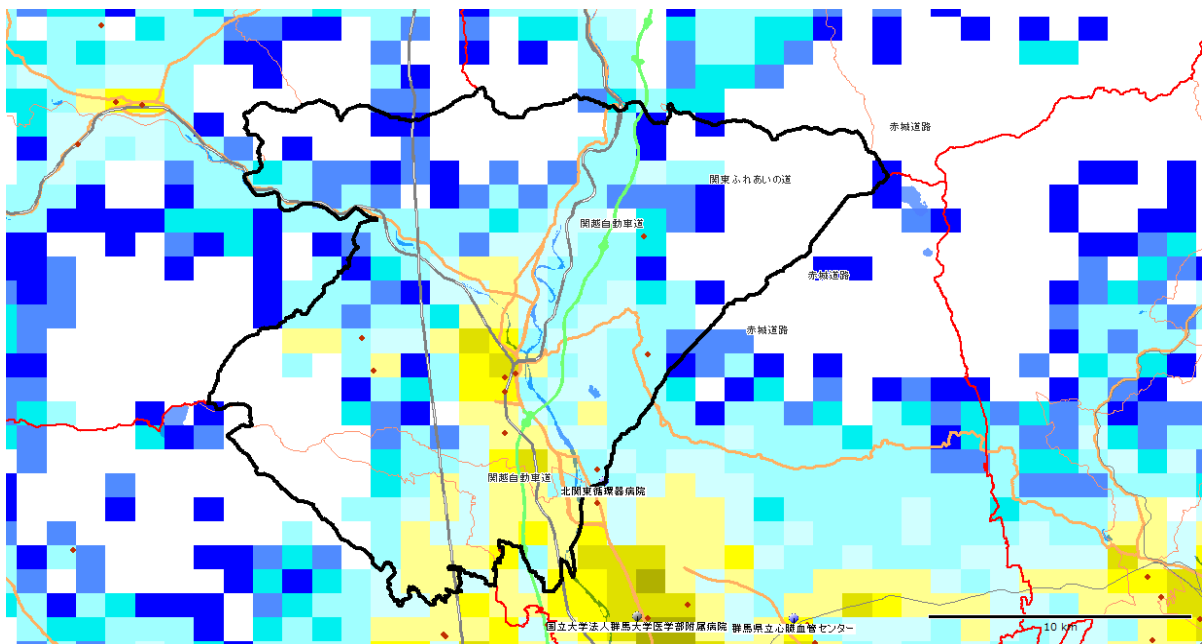 赤城道路
関東ふれあいの道
関越自動車道
赤城道路
赤城道路
関越自動車道
北関東循環器病院
国立大学法人群馬大学医学部附属病院
群馬県立心臓血管センター
10 km